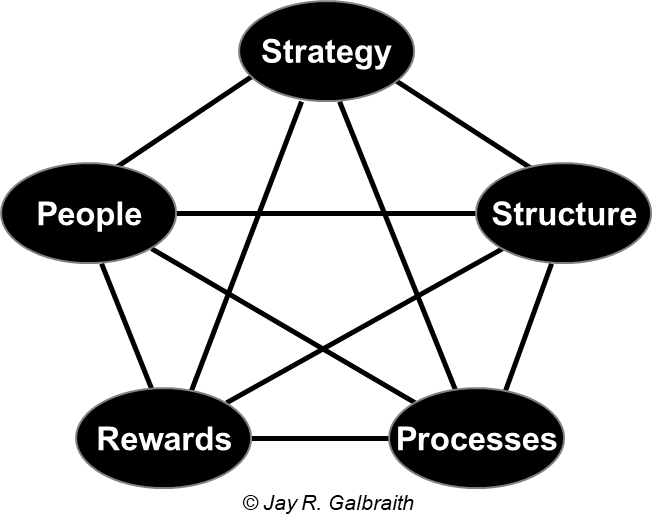 Strategy
People
Structure
Rewards
Processes
© Jay R. Galbraith